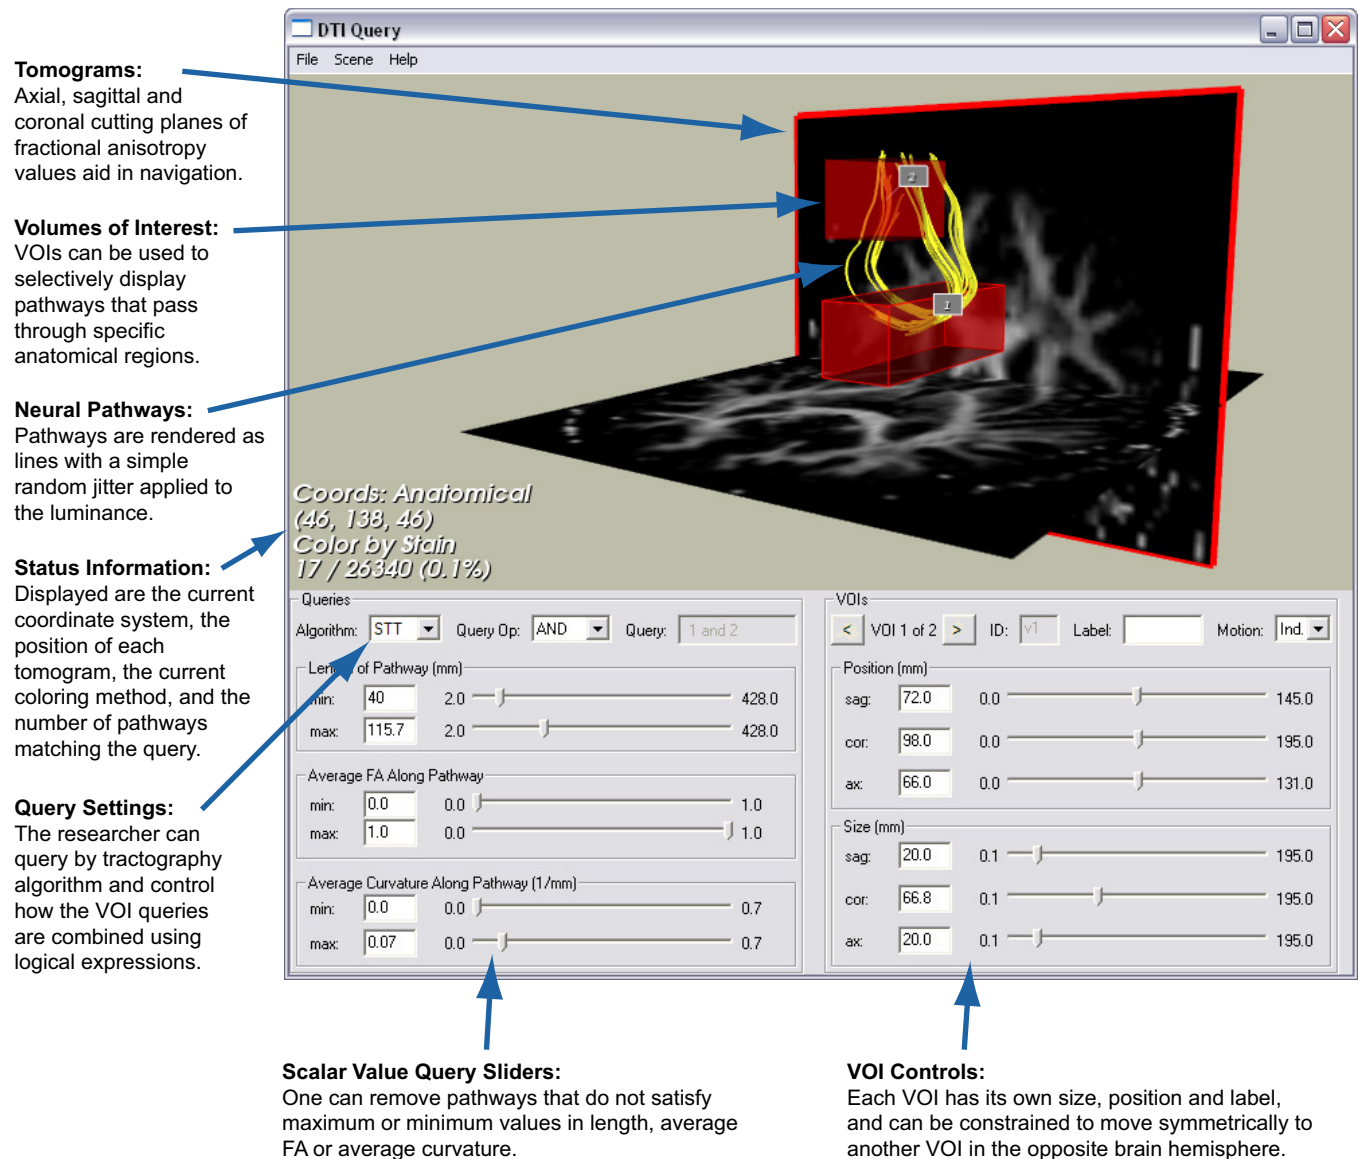 DTI Query
File Scene Help
Tomograms:
Axial, sagittal and
coronal cutting planes of
fractional anisotropy
values aid in navigation.
Volumes of Interest:
VOIs can be used to
selectively display
pathways that pass
through specific
anatomical regions.
Neural Pathways:
Pathways are rendered as
lines with a simple
random jitter applied to
the luminance.
Status Information:
Displayed are the current
coordinate system, the
position of each
tomogram, the current
coloring method, and the
number of pathways
matching the query.
Query Settings:
The researcher can
query by tractography
algorithm and control
how the VOI queries
are combined using
logical expressions.
2
1
Coords: Anatomical
(46, 138, 46)
Color by Stain
17 / 26340 (0.1%)
Queries
Algorithm: STT Query Op: AND Query: 1 and 2
Length of Pathway (mm)
min: 40 2.0 428.0
max: 115.7 2.0 428.0
Average FA Along Pathway
min: 0.0 0.0 1.0
max: 1.0 0.0 1.0
Average Curvature Along Pathway (1/mm)
min: 0.0 0.0 0.7
max: 0.07 0.0 0.7
VOIs
< VOI 1 of 2 > ID: v1 Label: Motion: Ind.
Position (mm)
sag: 72.0 0.0 145.0
cor: 98.0 0.0 195.0
ax: 66.0 0.0 131.0
Size (mm)
sag: 20.0 0.1 195.0
cor: 66.8 0.1 195.0
ax: 20.0 0.1 195.0
Scalar Value Query Sliders:
One can remove pathways that do not satisfy
maximum or minimum values in length, average
FA or average curvature.
VOI Controls:
Each VOI has its own size, position and label,
and can be constrained to move symmetrically to
another VOI in the opposite brain hemisphere.